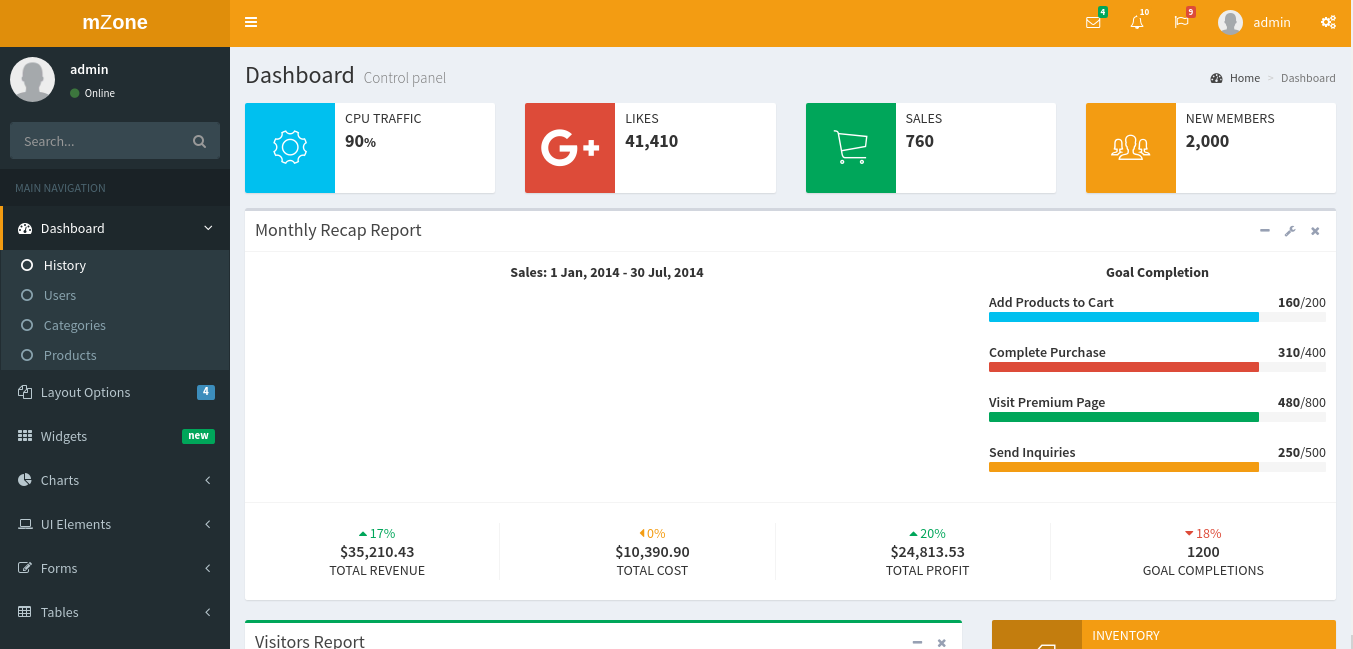 mZone
4
10
9
admin
admin
Online
Search...
MAIN NAVIGATION
Dashboard
History
Users
Categories
Products
Layout Options 4
Widgets new
Charts
UI Elements
Forms
Tables
Dashboard Control panel
Home > Dashboard
CPU TRAFFIC
90%
G+
LIKES
41,410
SALES
760
NEW MEMBERS
2,000
Monthly Recap Report
Sales: 1 Jan, 2014 - 30 Jul, 2014
Goal Completion
Add Products to Cart 160/200
Complete Purchase 310/400
Visit Premium Page 480/800
Send Inquiries 250/500
17%
$35,210.43
TOTAL REVENUE
0%
$10,390.90
TOTAL COST
20%
$24,813.53
TOTAL PROFIT
18%
1200
GOAL COMPLETIONS
Visitors Report
INVENTORY